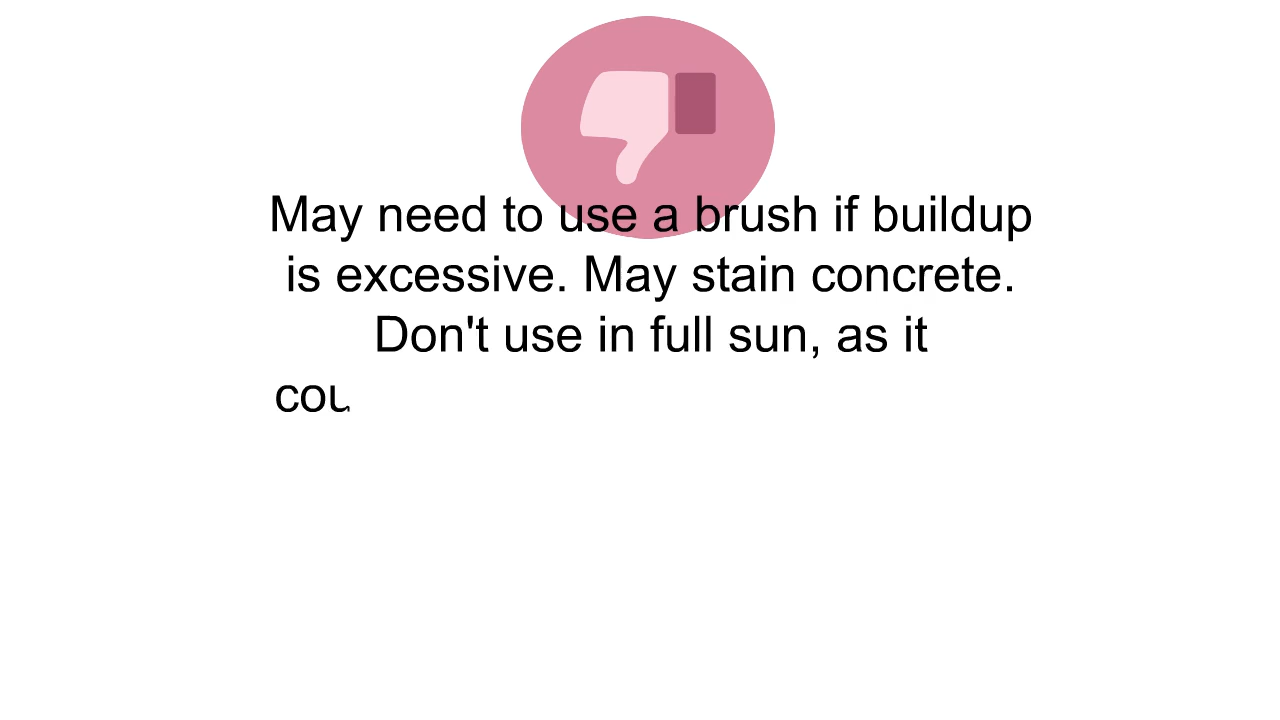 May need to use a brush if buildup
is excessive. May stain concrete.
Don't use in full sun, as it